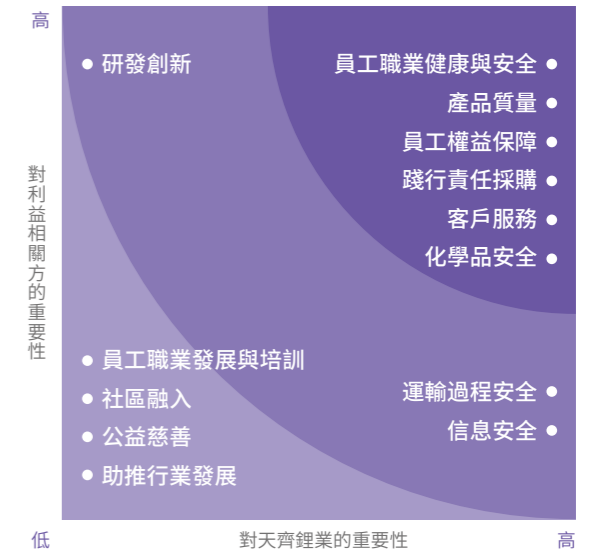 高
研發創新
員工職業健康與安全
產品質量
員工權益保障
踐行責任採購
客戶服務
化學品安全
對利益相關方的重要性
員工職業發展與培訓
社區融入
公益慈善
助推行業發展
運輸過程安全
信息安全
低
對天齊鋰業的重要性
高